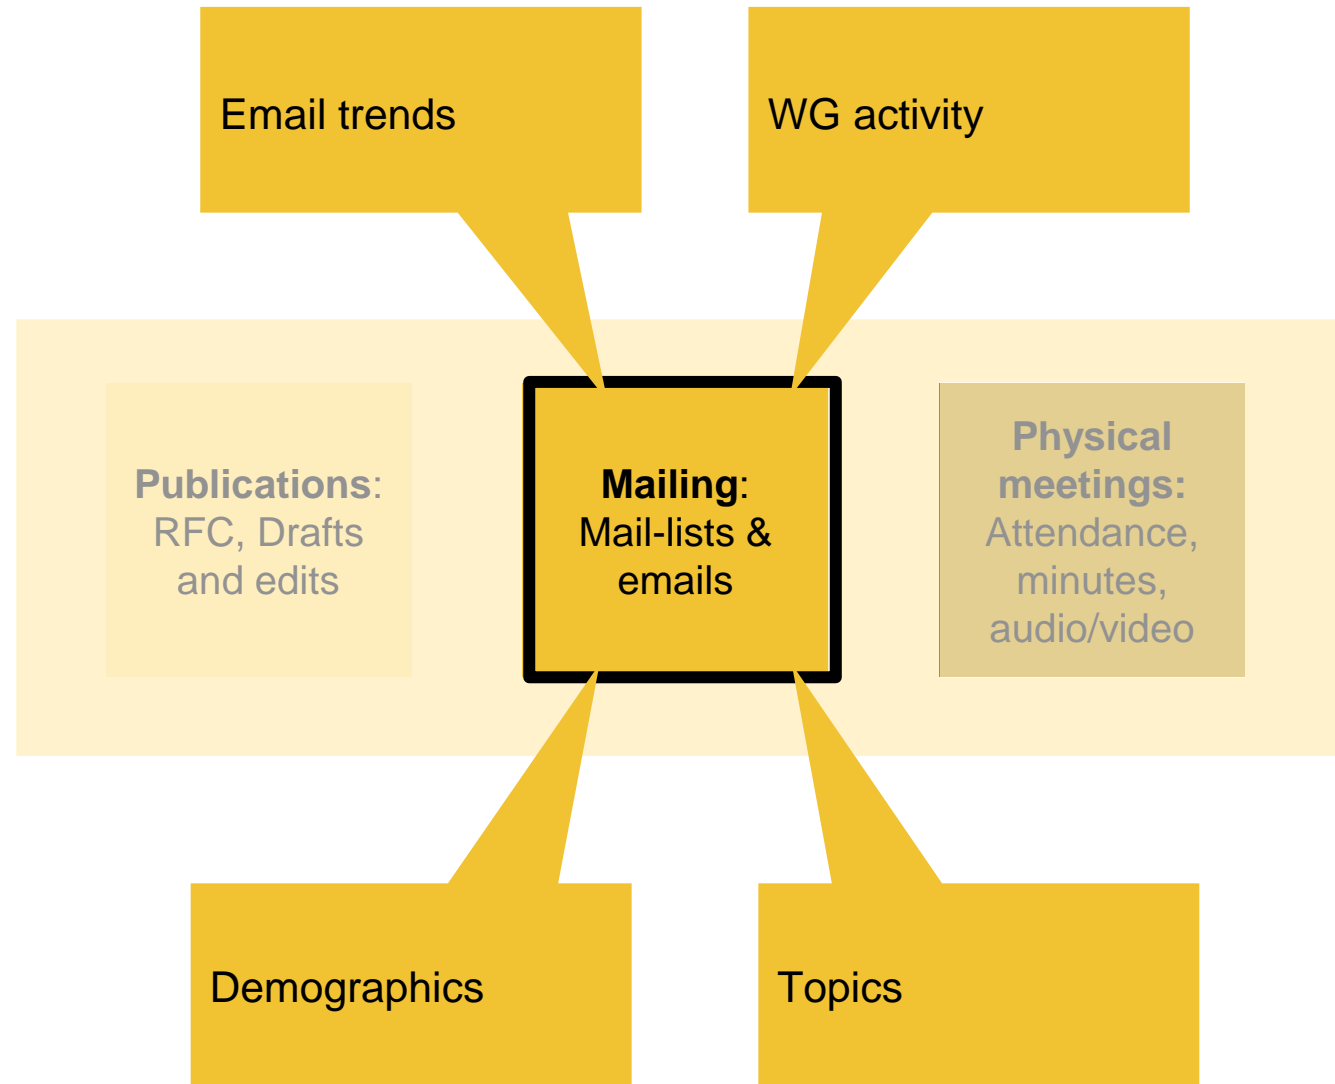 Email trends
WG activity
Publications:
RFC, Drafts
and edits
Mailing:
Mail-lists &
emails
Physical
meetings:
Attendance,
minutes,
audio/video
Demographics
Topics